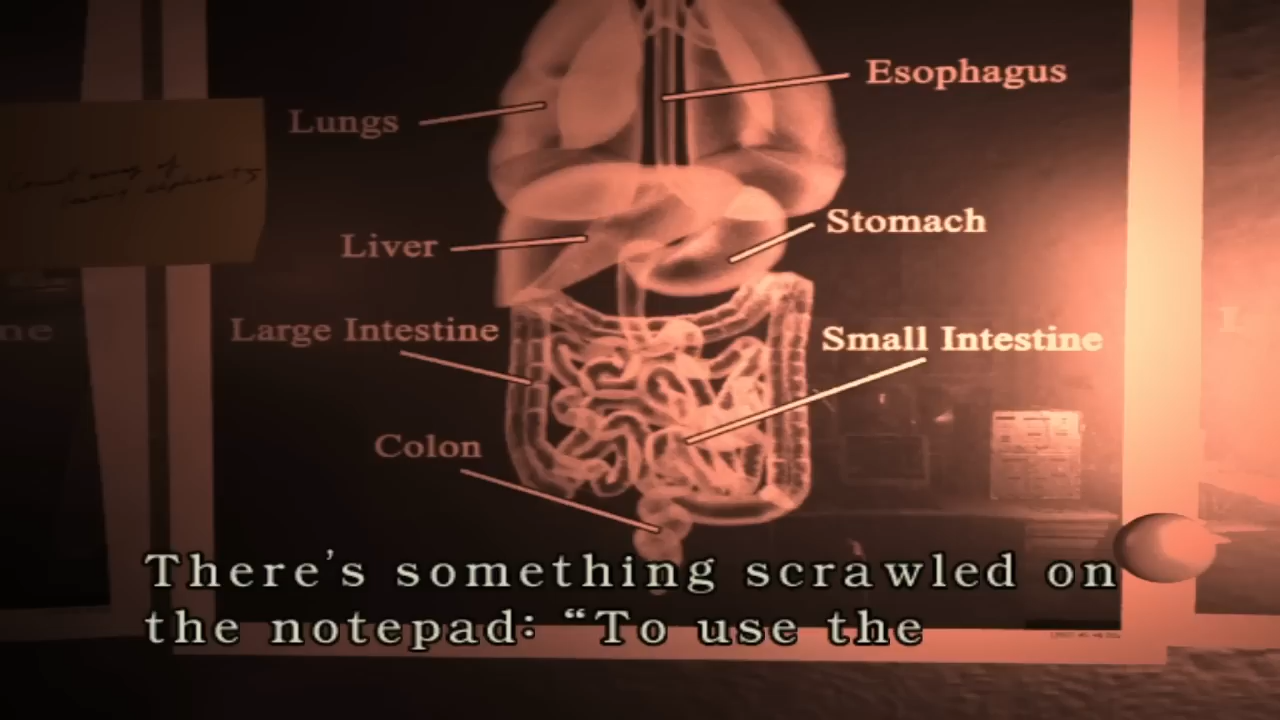 Esophagus
Lungs
Stomach
Liver
Large Intestine
Small Intestine
Colon
There's something scrawled on
the notepad: “To use the